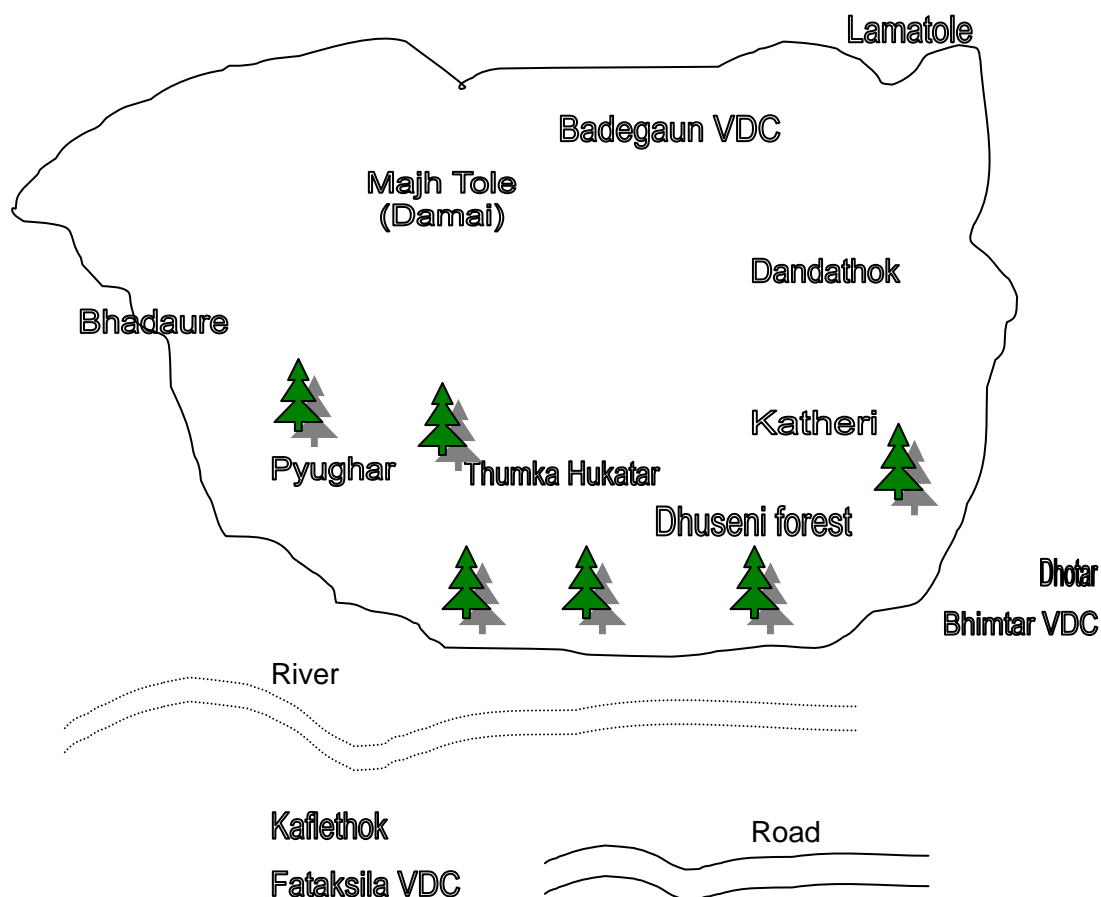 Lamatole
Badegaun VDC
Majh Tole
(Damai)
Dandathok
Bhadaure
Katheri
Pyughar
Thumka Hukatar
Dhuseni forest
Dhotar
Bhimtar VDC
River
Kaflethok
Road
Fataksila VDC